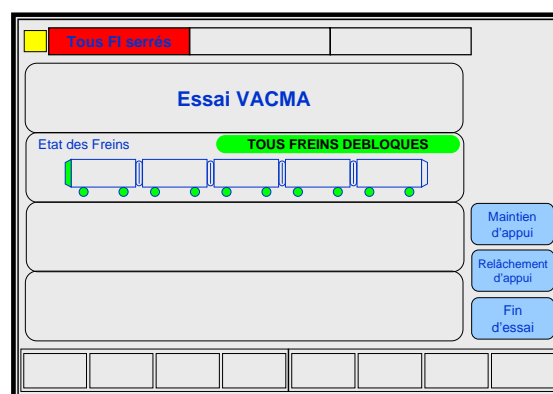 Tous FI serrés
Essai VACMA
Etat des Freins
TOUS FREINS DEBLOQUES
Maintien
d'appui
Relâchement
d'appui
Fin
d'essai